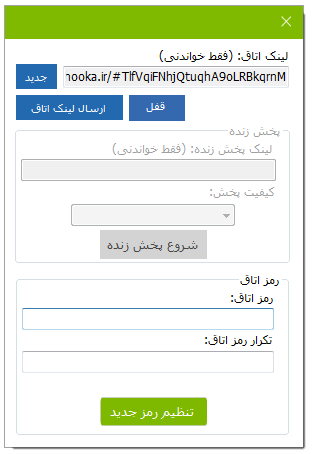 لینک اتاق: (فقط خواندنی)
جدید
nooka.ir/#TlfVqiFNhjQtuqhA9oLRBkqrnM
قفل
ارسال لینک اتاق
پخش زنده
لینک پخش زنده: (فقط خواندنی)
کیفیت پخش:
شروع پخش زنده
رمز اتاق
رمز اتاق:
تکرار رمز اتاق:
تنظیم رمز جدید